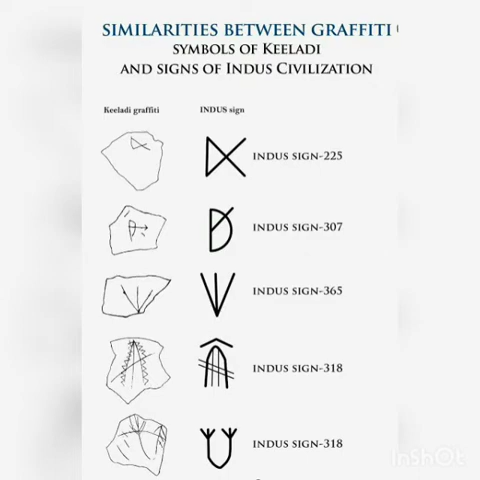 SIMILARITIES BETWEEN GRAFFITI
SYMBOLS OF KEELADI
AND SIGNS OF INDUS CIVILIZATION
Keeladi graffiti INDUS sign
INDUS SIGN-225
INDUS SIGN-307
INDUS SIGN-365
INDUS SIGN-318
INDUS SIGN-318
InShOt